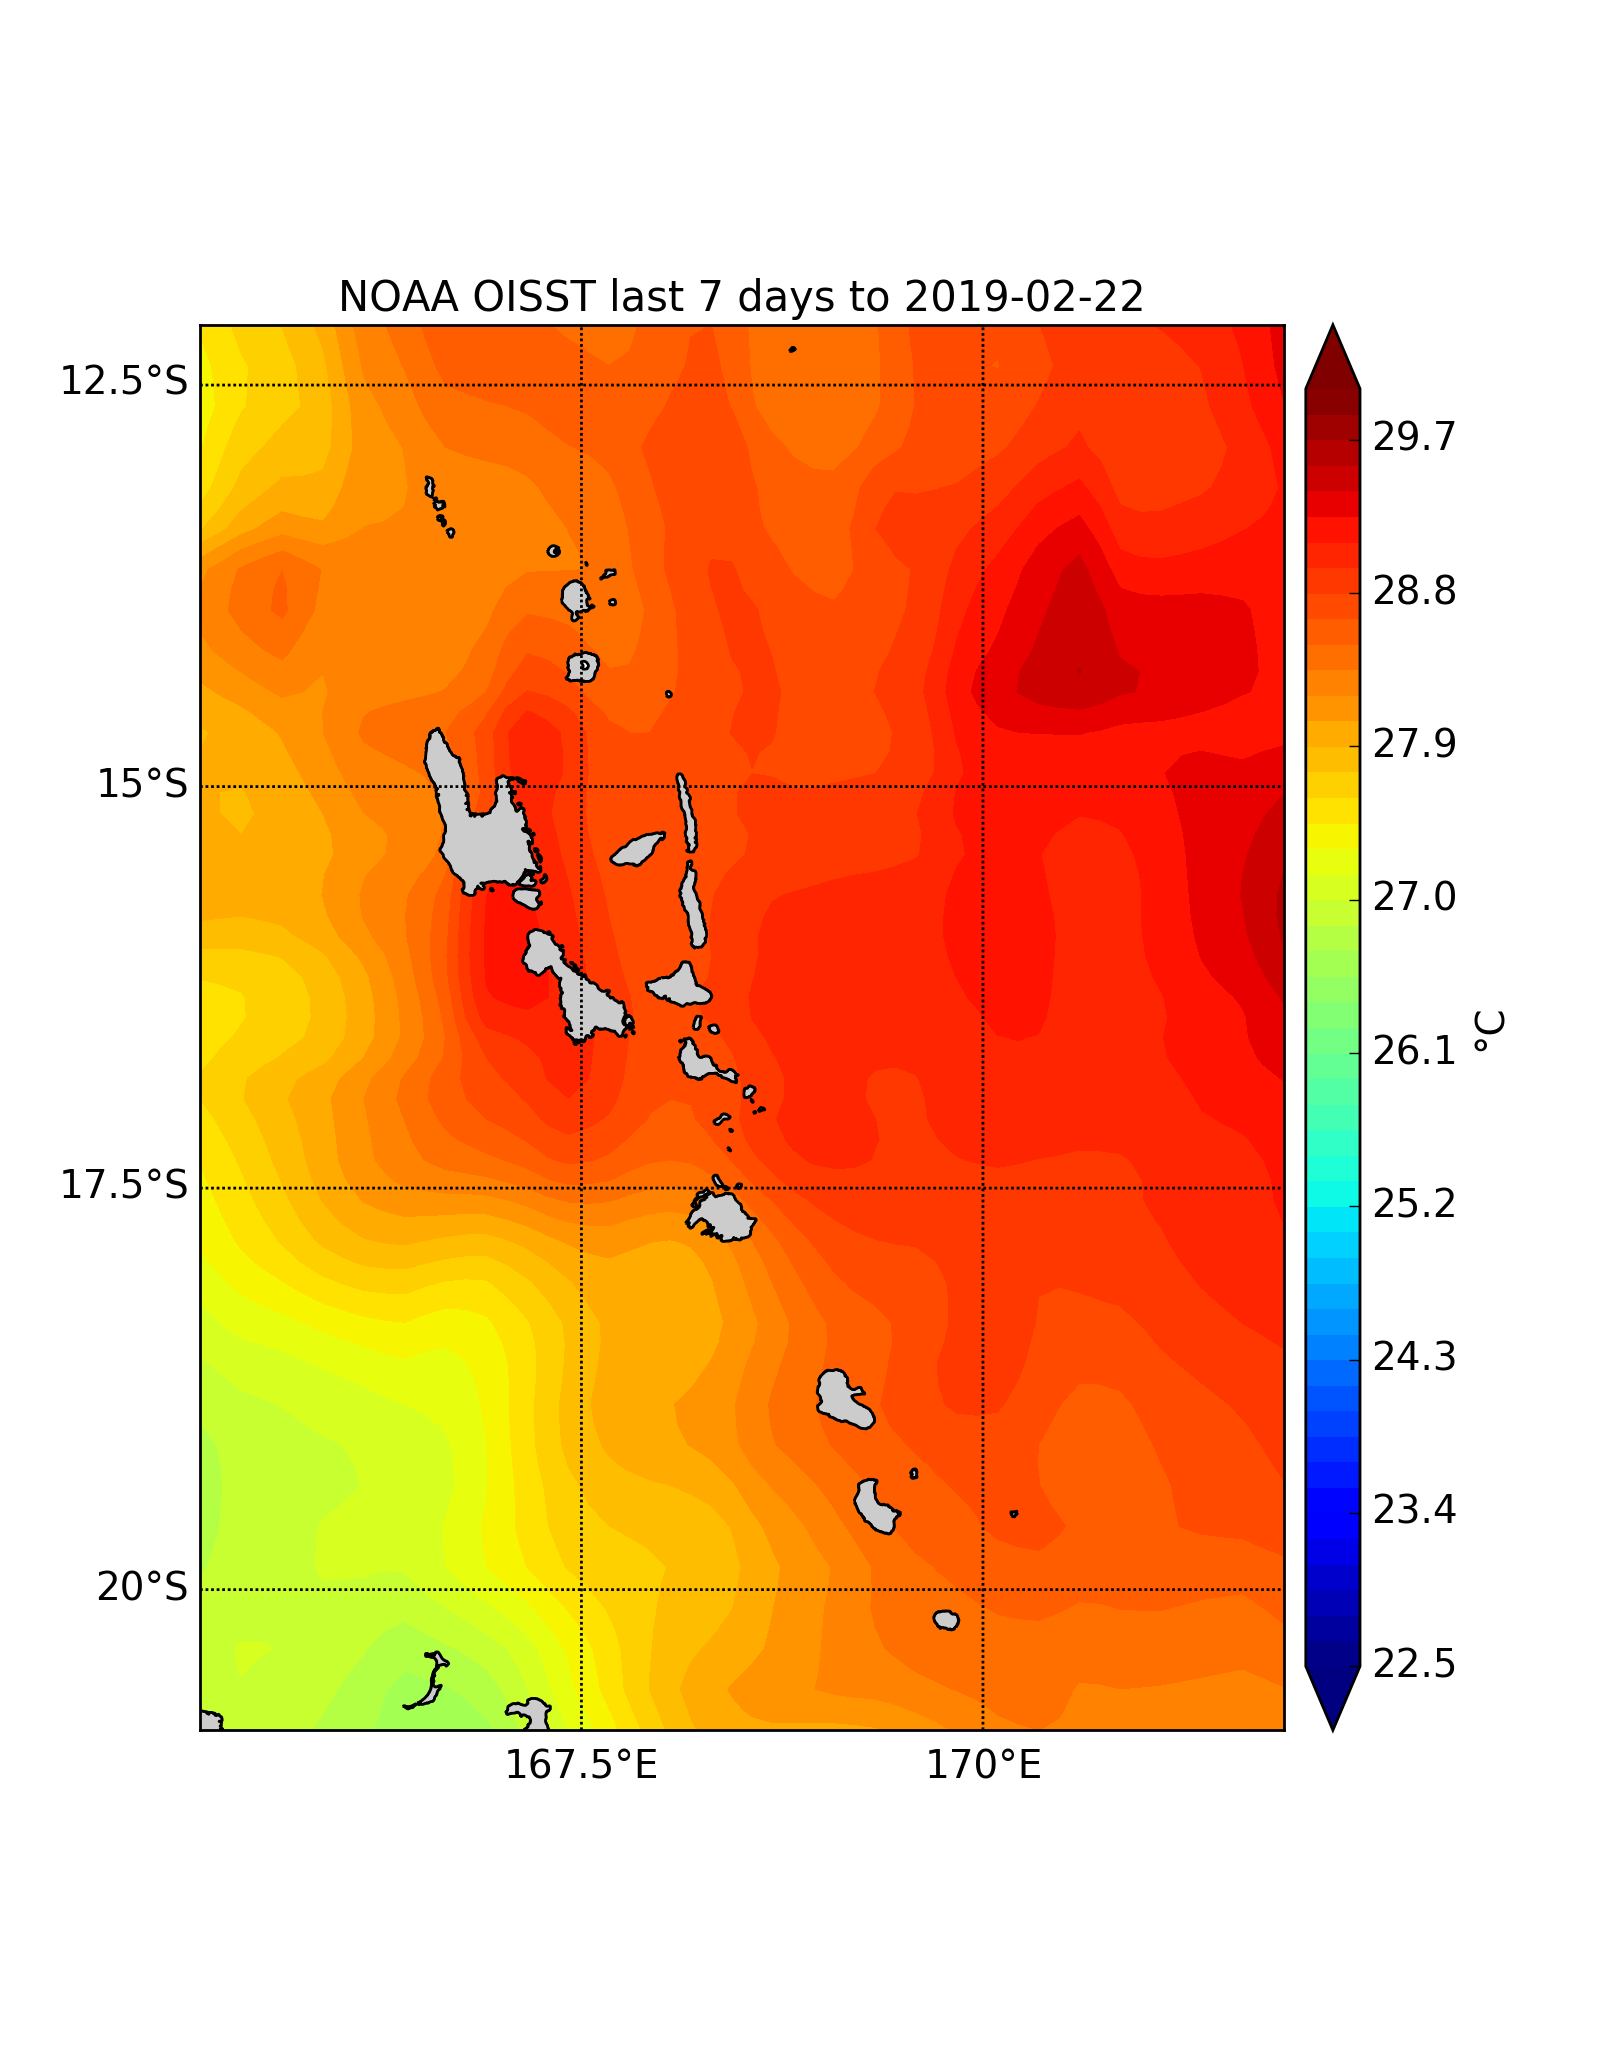 NOAA OISST last 7 days to 2019-02-22
12.5°S
15°S
17.5°S
20°S
167.5°E
170°E
29.7
28.8
27.9
27.0
26.1
25.2
24.3
23.4
22.5
°C